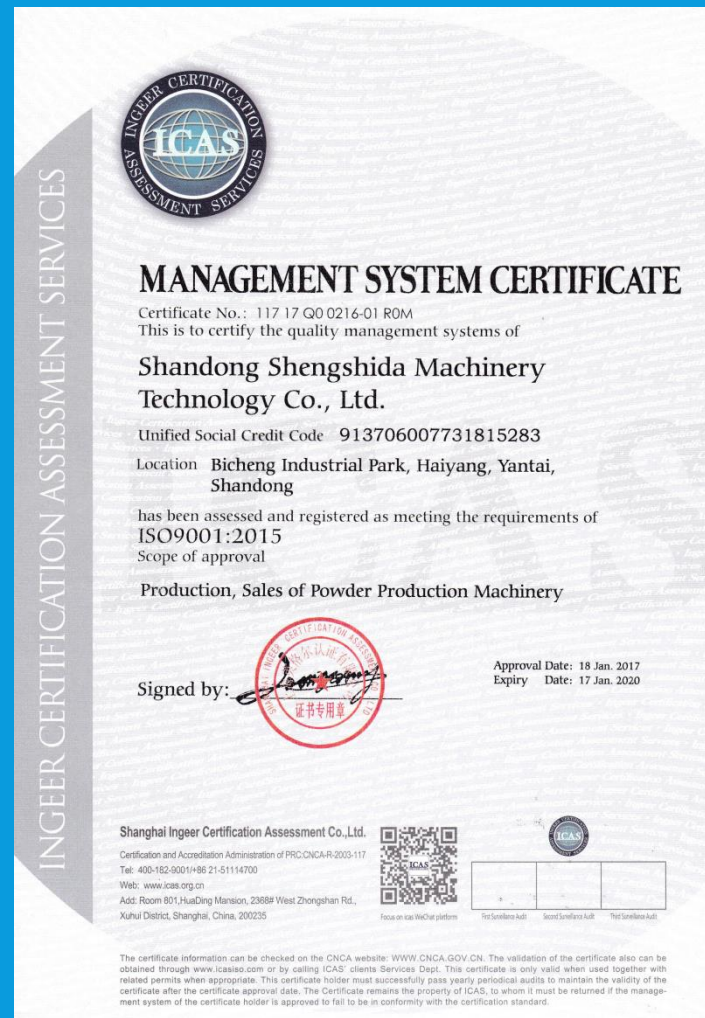 INGEER CERTIFICATION
ICAS
ASSESSMENT SERVICES
INGEER CERTIFICATION ASSESSMENT SERVICES
MANAGEMENT SYSTEM CERTIFICATE
Certificate No.: 117 17 Q0 0216-01 R0M
This is to certify the quality management systems of
Shandong Shengshida Machinery
Technology Co., Ltd.
Unified Social Credit Code 913706007731815283
Location Bicheng Industrial Park, Haiyang, Yantai,
Shandong
has been assessed and registered as meeting the requirements of
ISO9001:2015
Scope of approval
Production, Sales of Powder Production Machinery
Signed by:
证书专用章
Approval Date: 18 Jan. 2017
Expiry Date: 17 Jan. 2020
Shanghai Ingeer Certification Assessment Co.,Ltd.
Certification and Accreditation Administration of PRC:CNCA-R-2003-117
Tel: 400-182-9001/+86 21-51114700
Web: www.icas.org.cn
Add: Room 801,HuaDing Mansion, 2368# West Zhongshan Rd.,
Xuhui District, Shanghai, China, 200235
ICAS
Focus on icas WeChat platform
ICAS
First Surveillance Audit
Second Surveillance Audit
Third Surveillance Audit
The certificate information can be checked on the CNCA website: WWW.CNCA.GOV.CN. The validation of the certificate also can be
obtained through www.icasiso.com or by calling ICAS' clients Services Dept. This certificate is only valid when used together with
related permits when appropriate. This certificate holder must successfully pass yearly periodical audits to maintain the validity of the
certificate after the certificate approval date. The Certificate remains the property of ICAS, to whom it must be returned if the manage-
ment system of the certificate holder is approved to fail to be in conformity with the certification standard.